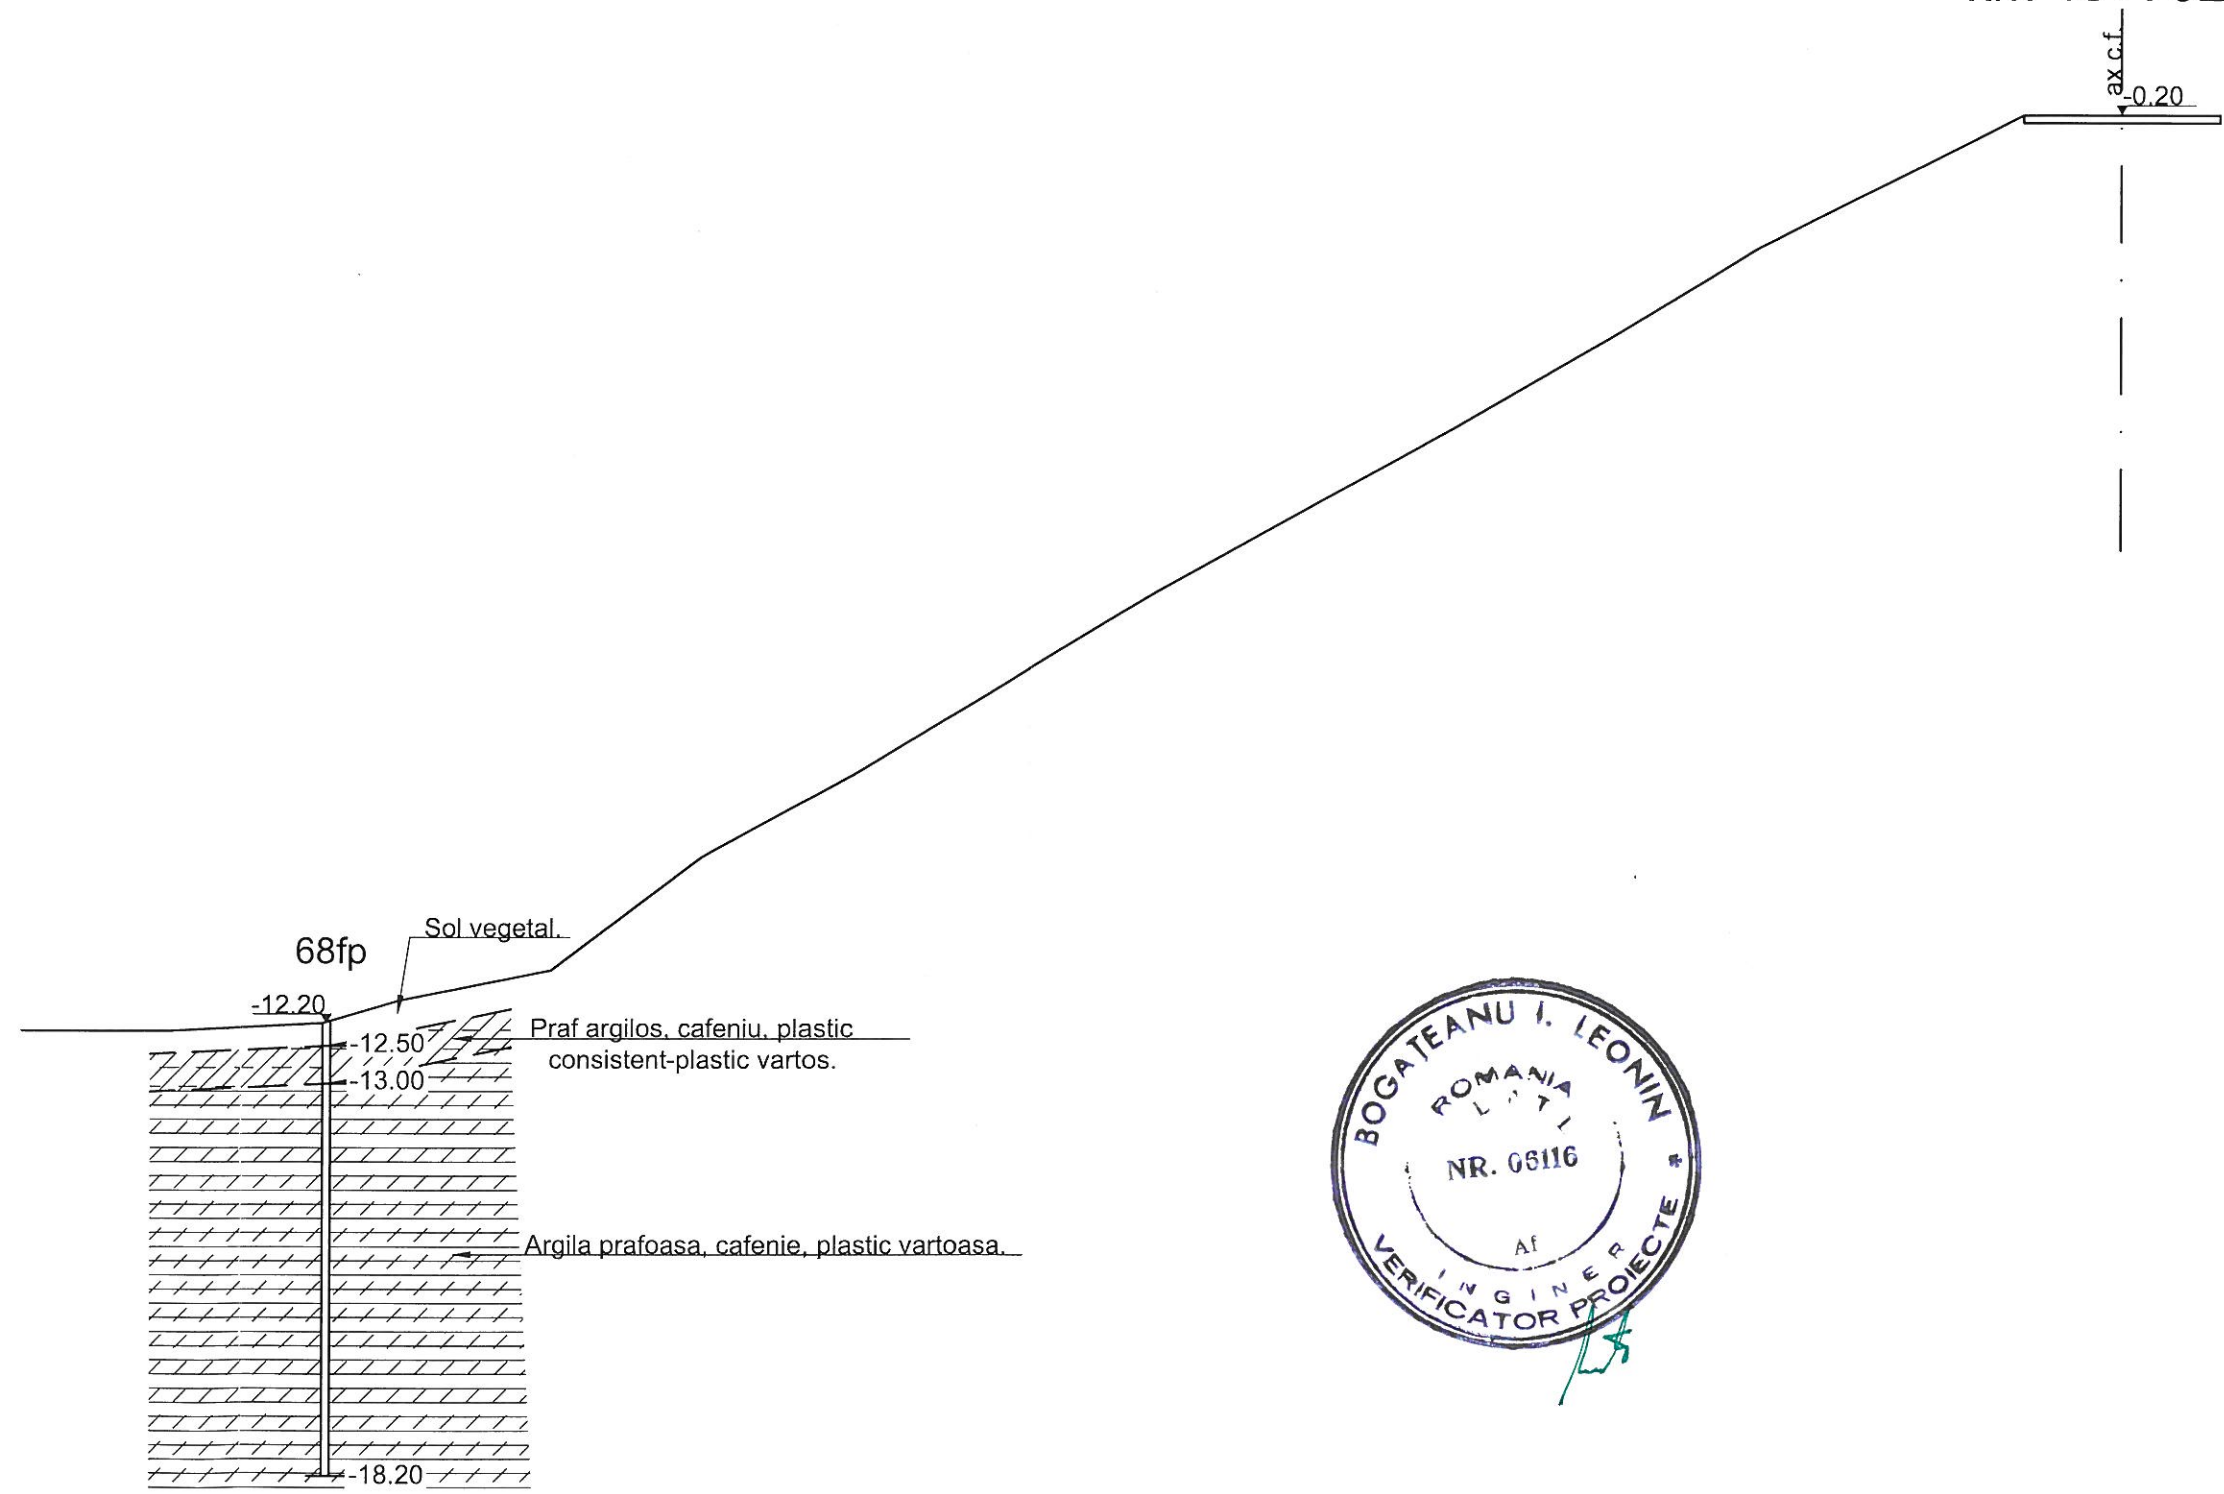 ax c.f.
-0.20
Sol vegetal.
68fp
-12.20
-12.50
Praf argilos, cafeniu, plastic
consistent-plastic vartos.
-13.00
Argila prafoasa, cafenie, plastic vartoasa.
-18.20
BOGATEANU I. LEONIN *
ROMANIA
NR. 06116
Af
INGINER
VERIFICATOR PROIECTE